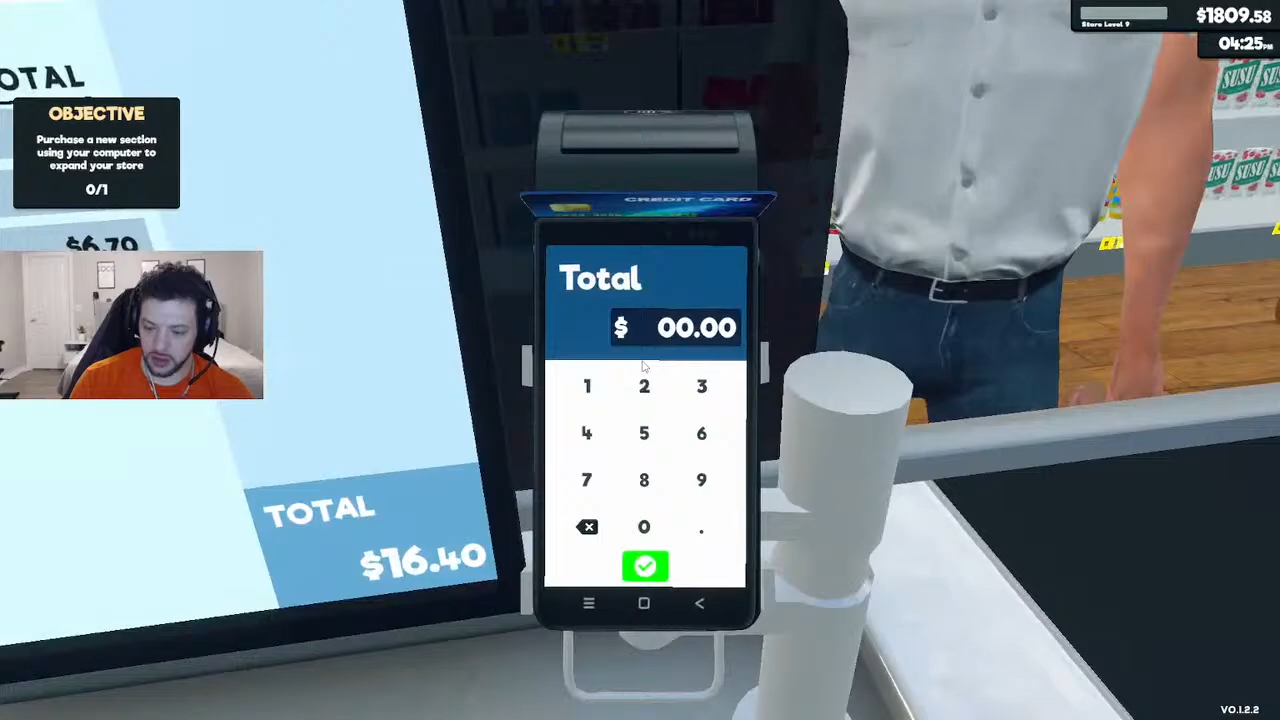 OTAL
OBJECTIVE
Purchase a new section
using your computer to
expand your store
0/1
$6.79
TOTAL
$16.40
CREDIT CARD
Total
$ 00.00
1 2 3
4 5 6
7 8 9
0 .
Store Level 9
$1809.58
04:25PM
SUSU
SUSU
SUSU
V0.1.2.2